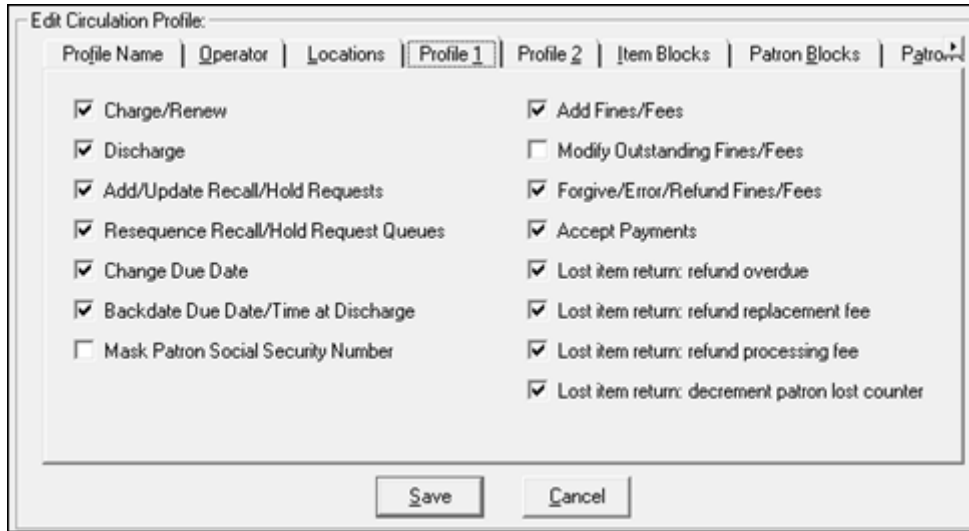 Edit Circulation Profile:
Profile Name Operator Locations Profile 1 Profile 2 Item Blocks Patron Blocks
Charge/Renew
Discharge
Add/Update Recall/Hold Requests
Resequence Recall/Hold Request Queues
Change Due Date
Backdate Due Date/Time at Discharge
Mask Patron Social Security Number
Add Fines/Fees
Modify Outstanding Fines/Fees
Forgive/Error/Refund Fines/Fees
Accept Payments
Lost item return: refund overdue
Lost item return: refund replacement fee
Lost item return: refund processing fee
Lost item return: decrement patron lost counter
Save Cancel